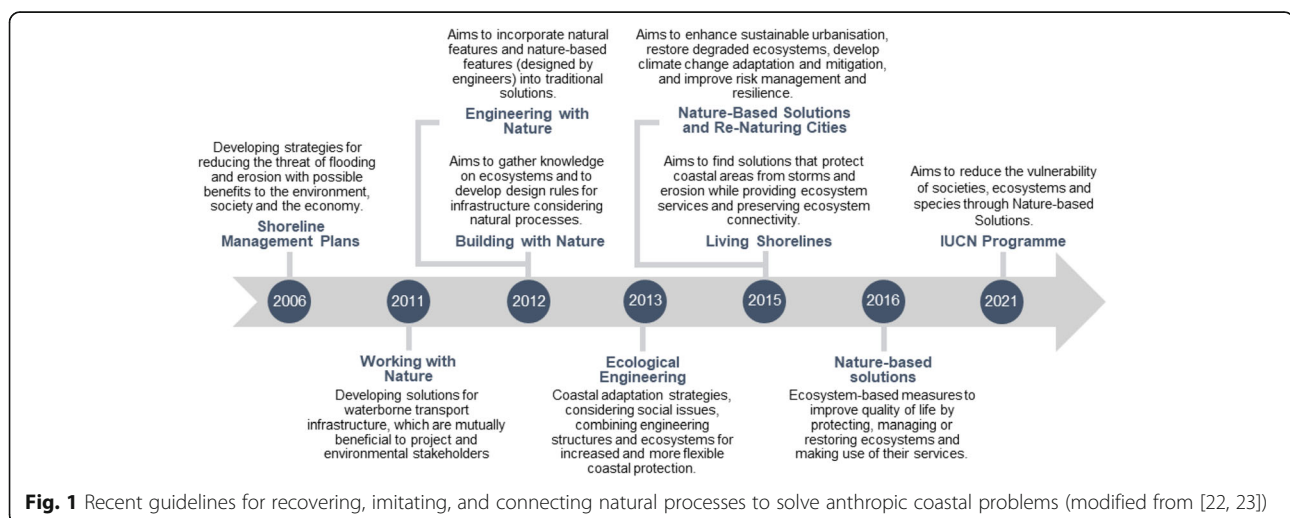 Aims to incorporate natural
features and nature-based
features (designed by
engineers) into traditional
solutions.
Engineering with
Nature
Aims to enhance sustainable urbanisation,
restore degraded ecosystems, develop
climate change adaptation and mitigation,
and improve risk management and
resilience.
Nature-Based Solutions
and Re-Naturing Cities
Developing strategies for
reducing the threat of flooding
and erosion with possible
benefits to the environment,
society and the economy.
Shoreline
Management Plans
Aims to gather knowledge
on ecosystems and to
develop design rules for
infrastructure considering
natural processes.
Building with Nature
Aims to find solutions that protect
coastal areas from storms and
erosion while providing ecosystem
services and preserving ecosystem
connectivity.
Living Shorelines
Aims to reduce the vulnerability
of societies, ecosystems and
species through Nature-based
Solutions.
IUCN Programme
2006
2011
2012
2013
2015
2016
2021
Working with
Nature
Developing solutions for
waterborne transport
infrastructure, which are mutually
beneficial to project and
environmental stakeholders
Ecological
Engineering
Coastal adaptation strategies,
considering social issues,
combining engineering
structures and ecosystems for
increased and more flexible
coastal protection.
Nature-based
solutions
Ecosystem-based measures to
improve quality of life by
protecting, managing or
restoring ecosystems and
making use of their services.
Fig. 1 Recent guidelines for recovering, imitating, and connecting natural processes to solve anthropic coastal problems (modified from [22, 23])